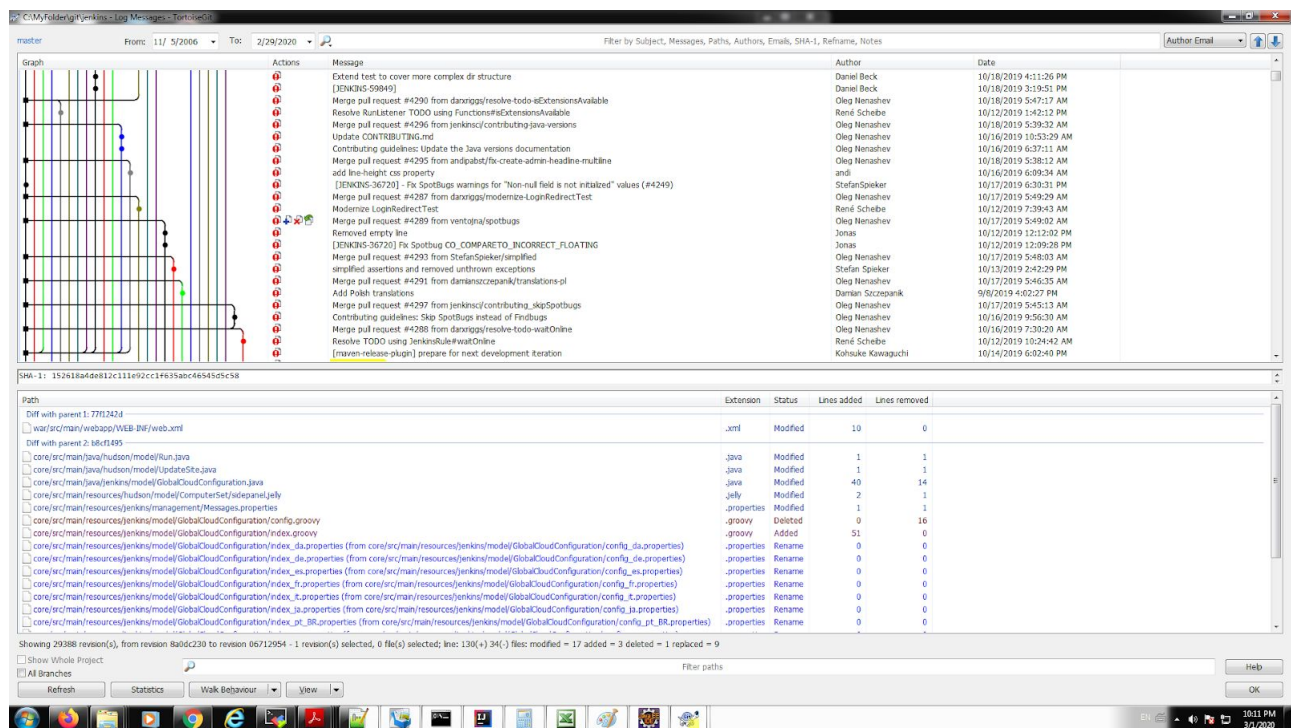 C:\MyFolder\git\jenkins - Log Messages - TortoiseGit
master From: 11/ 5/2006 To: 2/29/2020 Filter by Subject, Messages, Paths, Authors, Emails, SHA-1, Refname, Notes Author Email
Graph Actions Message Author Date
Extend test to cover more complex dir structure Daniel Beck 10/18/2019 4:11:26 PM
[JENKINS-59849] Daniel Beck 10/18/2019 3:19:51 PM
Merge pull request #4290 from darxriggs/resolve-todo-isExtensionsAvailable Oleg Nenashev 10/18/2019 5:47:17 AM
Resolve RunListener TODO using Functions#isExtensionsAvailable René Scheibe 10/12/2019 1:42:12 PM
Merge pull request #4296 from jenkinsci/contributing-java-versions Oleg Nenashev 10/18/2019 5:39:32 AM
Update CONTRIBUTING.md Oleg Nenashev 10/16/2019 10:53:29 AM
Contributing guidelines: Update the Java versions documentation Oleg Nenashev 10/16/2019 6:37:11 AM
Merge pull request #4295 from andipabst/fix-create-admin-headline-multiline Oleg Nenashev 10/18/2019 5:38:12 AM
add line-height css property andi 10/16/2019 6:09:34 AM
[JENKINS-36720] - Fix SpotBugs warnings for "Non-null field is not initialized" values (#4249) StefanSpieker 10/17/2019 6:30:31 PM
Merge pull request #4287 from darxriggs/modernize-LoginRedirectTest Oleg Nenashev 10/17/2019 5:49:29 AM
Modernize LoginRedirectTest René Scheibe 10/12/2019 7:39:43 AM
Merge pull request #4289 from ventojna/spotbugs Oleg Nenashev 10/17/2019 5:49:02 AM
Removed empty line Jonas 10/12/2019 12:12:02 PM
[JENKINS-36720] Fix Spotbug CO_COMPARETO_INCORRECT_FLOATING Jonas 10/12/2019 12:09:28 PM
Merge pull request #4293 from StefanSpieker/simplified Oleg Nenashev 10/17/2019 5:48:03 AM
simplified assertions and removed unthrown exceptions Stefan Spieker 10/13/2019 2:42:29 PM
Merge pull request #4291 from damianszczepanik/translations-pl Oleg Nenashev 10/17/2019 5:46:35 AM
Add Polish translations Damian Szczepanik 9/8/2019 4:02:27 PM
Merge pull request #4297 from jenkinsci/contributing_skipSpotbugs Oleg Nenashev 10/17/2019 5:45:13 AM
Contributing guidelines: Skip SpotBugs instead of Findbugs Oleg Nenashev 10/16/2019 9:56:30 AM
Merge pull request #4288 from darxriggs/resolve-todo-waitOnline Oleg Nenashev 10/16/2019 7:30:20 AM
Resolve TODO using JenkinsRule#waitOnline René Scheibe 10/12/2019 10:24:42 AM
[maven-release-plugin] prepare for next development iteration Kohsuke Kawaguchi 10/14/2019 6:02:40 PM
SHA-1: 152618a4de812c111e92cc1f635abc46545d5c58
Path Extension Status Lines added Lines removed
Diff with parent 1: 77f1242d
war/src/main/webapp/WEB-INF/web.xml .xml Modified 10 0
Diff with parent 2: b8cf1495
core/src/main/java/hudson/model/Run.java .java Modified 1 1
core/src/main/java/hudson/model/UpdateSite.java .java Modified 1 1
core/src/main/java/jenkins/model/GlobalCloudConfiguration.java .java Modified 40 14
core/src/main/resources/hudson/model/ComputerSet/sidepanel.jelly .jelly Modified 2 1
core/src/main/resources/jenkins/management/Messages.properties .properties Modified 1 1
core/src/main/resources/jenkins/model/GlobalCloudConfiguration/config.groovy .groovy Deleted 0 16
core/src/main/resources/jenkins/model/GlobalCloudConfiguration/index.groovy .groovy Added 51 0
core/src/main/resources/jenkins/model/GlobalCloudConfiguration/index_da.properties (from core/src/main/resources/jenkins/model/GlobalCloudConfiguration/config_da.properties) .properties Rename 0 0
core/src/main/resources/jenkins/model/GlobalCloudConfiguration/index_de.properties (from core/src/main/resources/jenkins/model/GlobalCloudConfiguration/config_de.properties) .properties Rename 0 0
core/src/main/resources/jenkins/model/GlobalCloudConfiguration/index_es.properties (from core/src/main/resources/jenkins/model/GlobalCloudConfiguration/config_es.properties) .properties Rename 0 0
core/src/main/resources/jenkins/model/GlobalCloudConfiguration/index_fr.properties (from core/src/main/resources/jenkins/model/GlobalCloudConfiguration/config_fr.properties) .properties Rename 0 0
core/src/main/resources/jenkins/model/GlobalCloudConfiguration/index_it.properties (from core/src/main/resources/jenkins/model/GlobalCloudConfiguration/config_it.properties) .properties Rename 0 0
core/src/main/resources/jenkins/model/GlobalCloudConfiguration/index_ja.properties (from core/src/main/resources/jenkins/model/GlobalCloudConfiguration/config_ja.properties) .properties Rename 0 0
core/src/main/resources/jenkins/model/GlobalCloudConfiguration/index_pt_BR.properties (from core/src/main/resources/jenkins/model/GlobalCloudConfiguration/config_pt_BR.properties) .properties Rename 0 0
Showing 29388 revision(s), from revision 8a0dc230 to revision 06712954 - 1 revision(s) selected, 0 file(s) selected; line: 130(+) 34(-) files: modified = 17 added = 3 deleted = 1 replaced = 9
Show Whole Project
All Branches Filter paths Help
Refresh Statistics Walk Behaviour View OK
EN 10:11 PM
3/1/2020